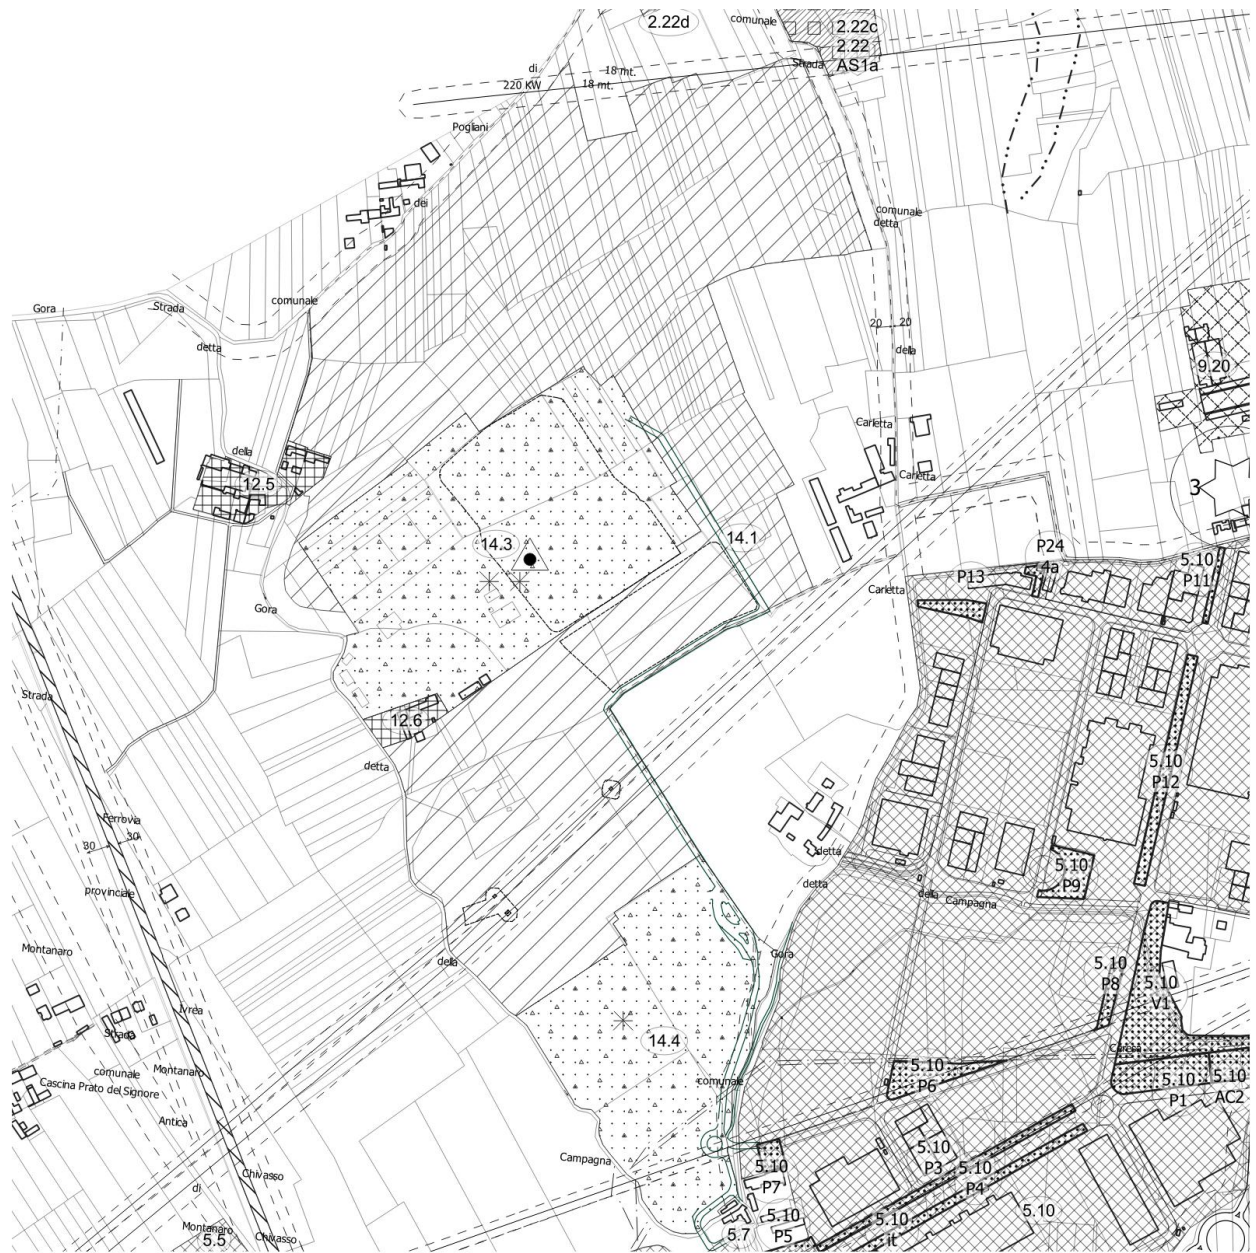 2.22d
comunale
2.22c
2.22
AS1a
Strada
di
18 mt.
220 KW
18 mt.
Pogliani
dei
comunale
detta
Gora
Strada
comunale
20
20
detta
della
9.20
Carletta
della
Carletta
12.5
3
14.1
14.3
P24
4a
5.10
P11
P13
Carletta
Gora
Strada
12.6
detta
5.10
P12
Ferrovia
30
30
detta
5.10
P9
detta
provinciale
della Campagna
Montanaro
Gora
della
5.10
P8
5.10
V1
Ivrea
Strada
14.4
Carletta
comunale
Montanaro
comunale
5.10
P6
5.10
P1
5.10
AC2
Cascina Prato del Signore
Antica
Campagna
5.10
P3
5.10
P4
Chivasso
5.10
P7
di
5.10
5.10
P5
5.10
it
Montanaro
5.5
Chivasso
5.7